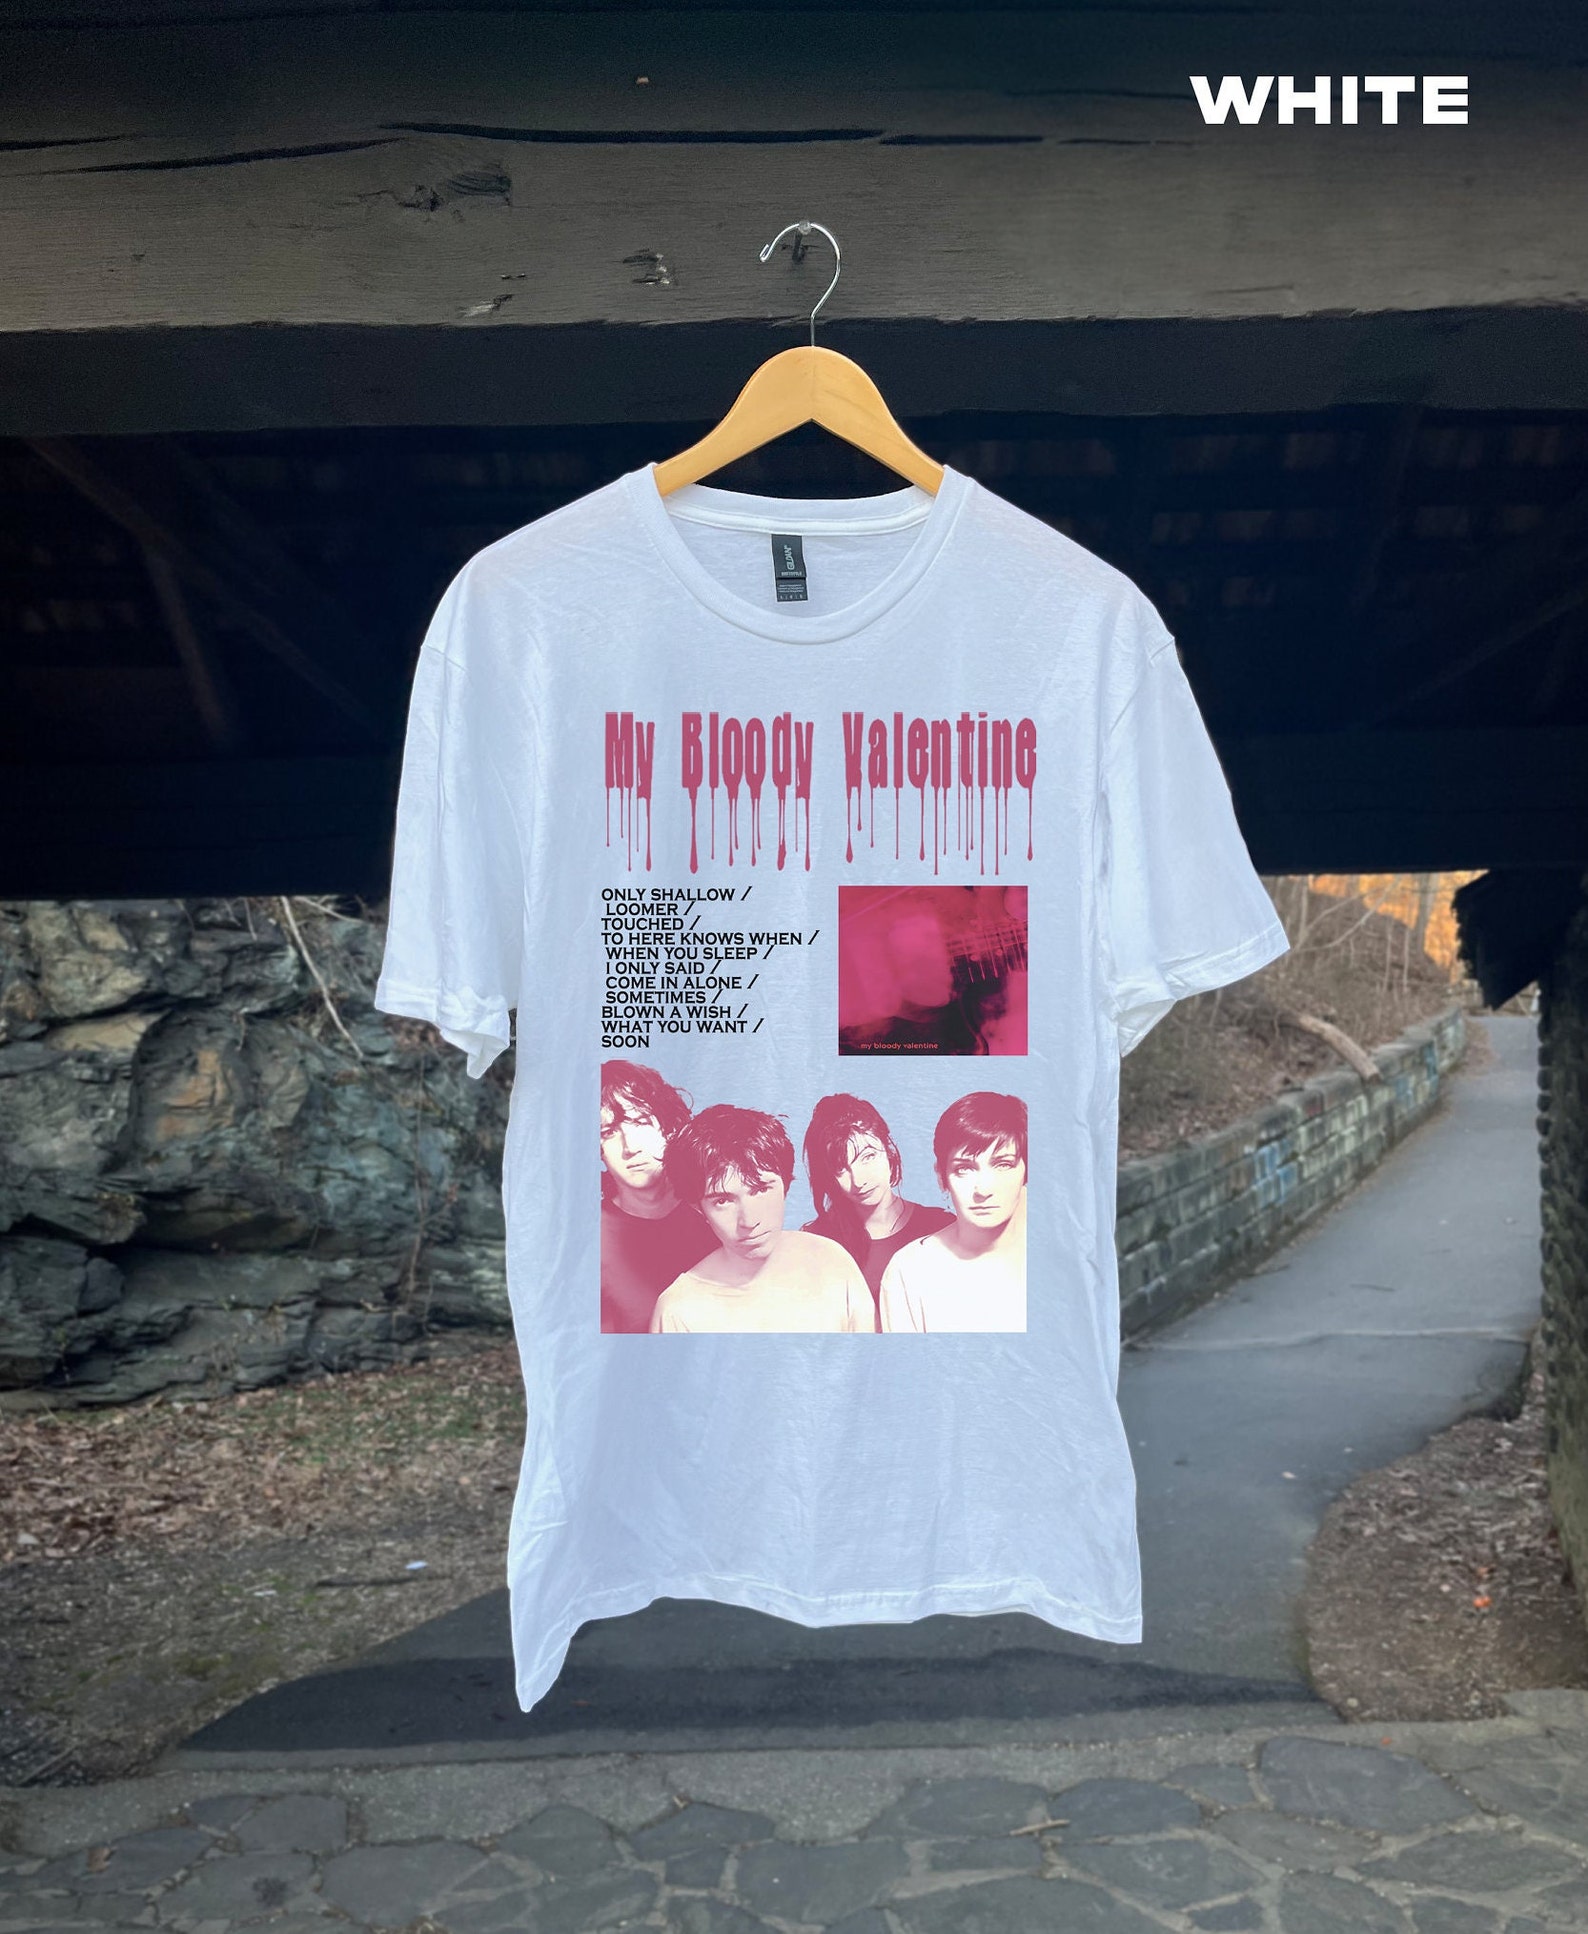 WHITE
GILDAN
My Bloody Valentine
ONLY SHALLOW /
LOOMER /
TOUCHED /
TO HERE KNOWS WHEN /
WHEN YOU SLEEP /
I ONLY SAID /
COME IN ALONE /
SOMETIMES /
BLOWN A WISH /
WHAT YOU WANT /
SOON
my bloody valentine